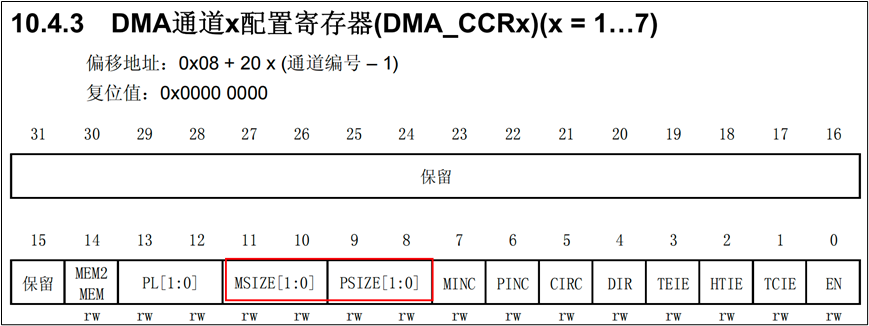 10.4.3 DMA通道x配置寄存器(DMA_CCRx)(x = 1…7)
偏移地址：0x08 + 20 x (通道编号 – 1)
复位值：0x0000 0000
31 30 29 28 27 26 25 24 23 22 21 20 19 18 17 16
保留
15 14 13 12 11 10 9 8 7 6 5 4 3 2 1 0
保留 MEM2 MEM PL[1:0] MSIZE[1:0] PSIZE[1:0] MINC PINC CIRC DIR TEIE HTIE TCIE EN
rw rw rw rw rw rw rw rw rw rw rw rw rw rw rw